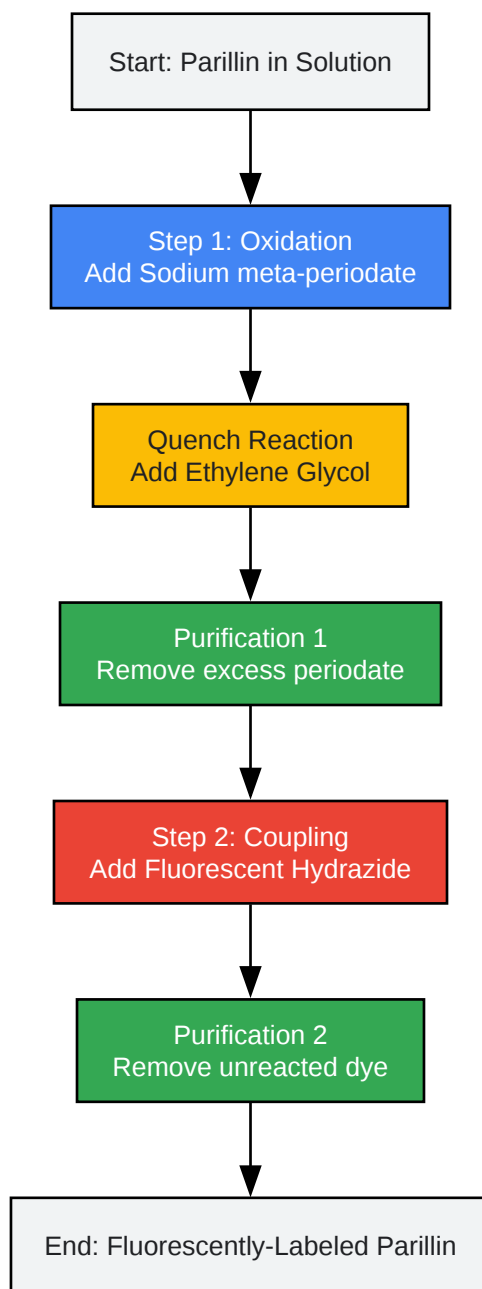 Start: Parillin in Solution
Step 1: Oxidation
Add Sodium meta-periodate
Quench Reaction
Add Ethylene Glycol
Purification 1
Remove excess periodate
Step 2: Coupling
Add Fluorescent Hydrazide
Purification 2
Remove unreacted dye
End: Fluorescently-Labeled Parillin